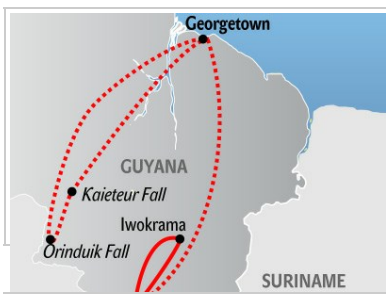 Georgetown
GUYANA
Kaieteur Fall
Iwokrama
Orinduik Fall
SURINAME